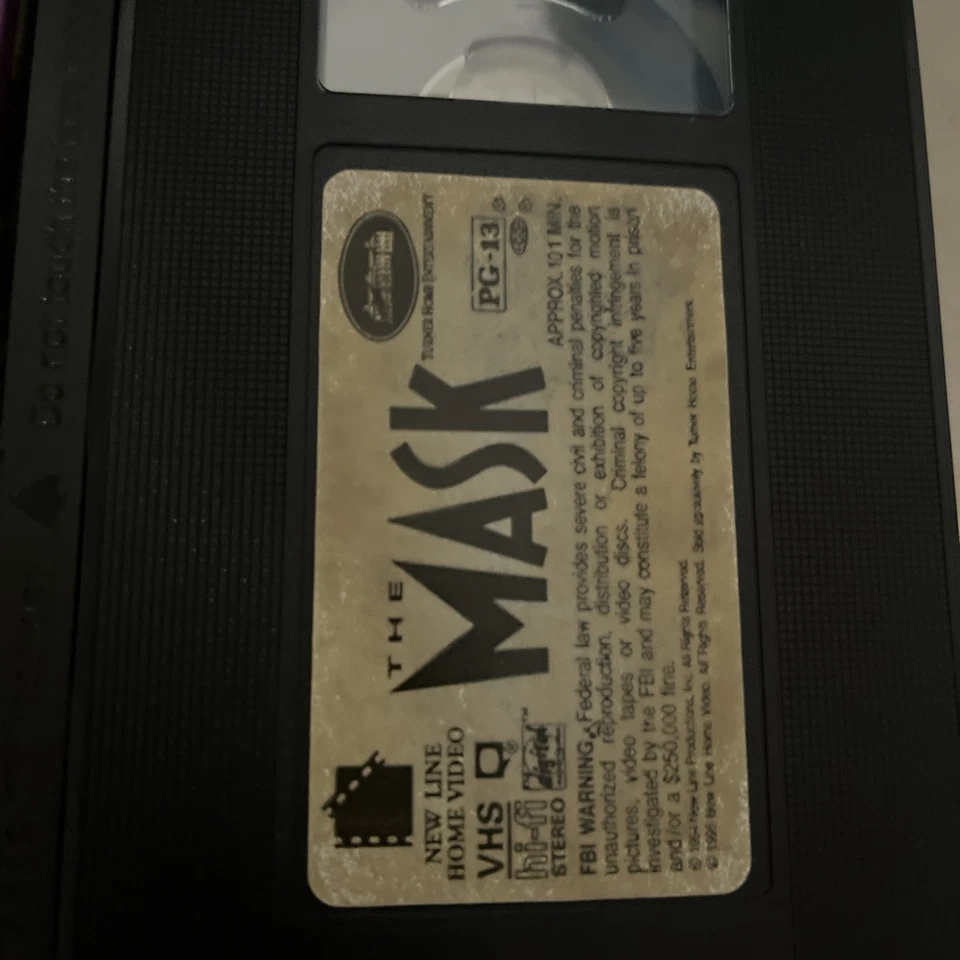 Do not touch
NEW LINE
HOME VIDEO
VHS
hi-fi
STEREO
THE
MASK
TURNER HOME ENTERTAINMENT
PG-13
APPROX. 101 MIN.
FBI WARNING: Federal law provides severe civil and criminal penalties for the
unauthorized reproduction, distribution or exhibition of copyrighted motion
pictures, video tapes or video discs. Criminal copyright infringement is
investigated by the FBI and may constitute a felony of up to five years in prison
and/or a $250,000 fine.
© 1994 New Line Productions, Inc. All Rights Reserved.
© 1995 New Line Home Video. All Rights Reserved. Sold exclusively by Turner Home Entertainment